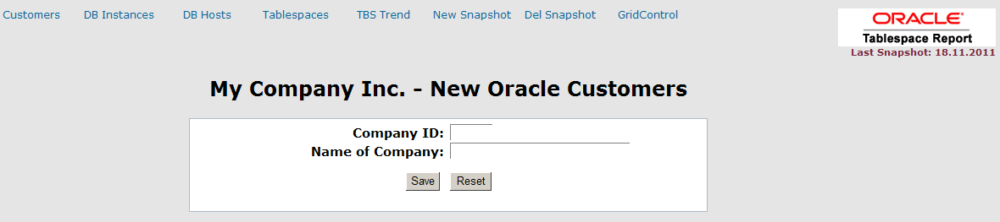 Customers DB Instances DB Hosts Tablespaces TBS Trend New Snapshot Del Snapshot GridControl
ORACLE®
Tablespace Report
Last Snapshot: 18.11.2011
My Company Inc. - New Oracle Customers
Company ID:
Name of Company:
Save Reset